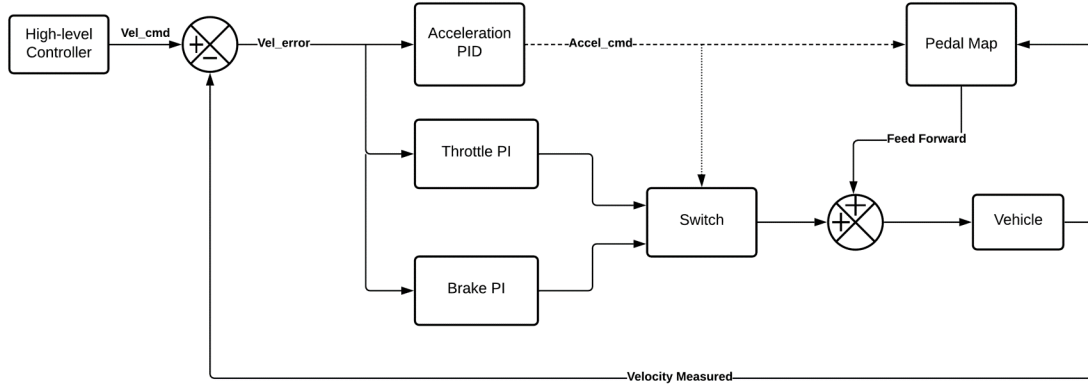 High-level
Controller
Vel_cmd
Vel_error
Acceleration
PID
Accel_cmd
Pedal Map
Feed Forward
Throttle PI
Switch
Vehicle
Brake PI
Velocity Measured